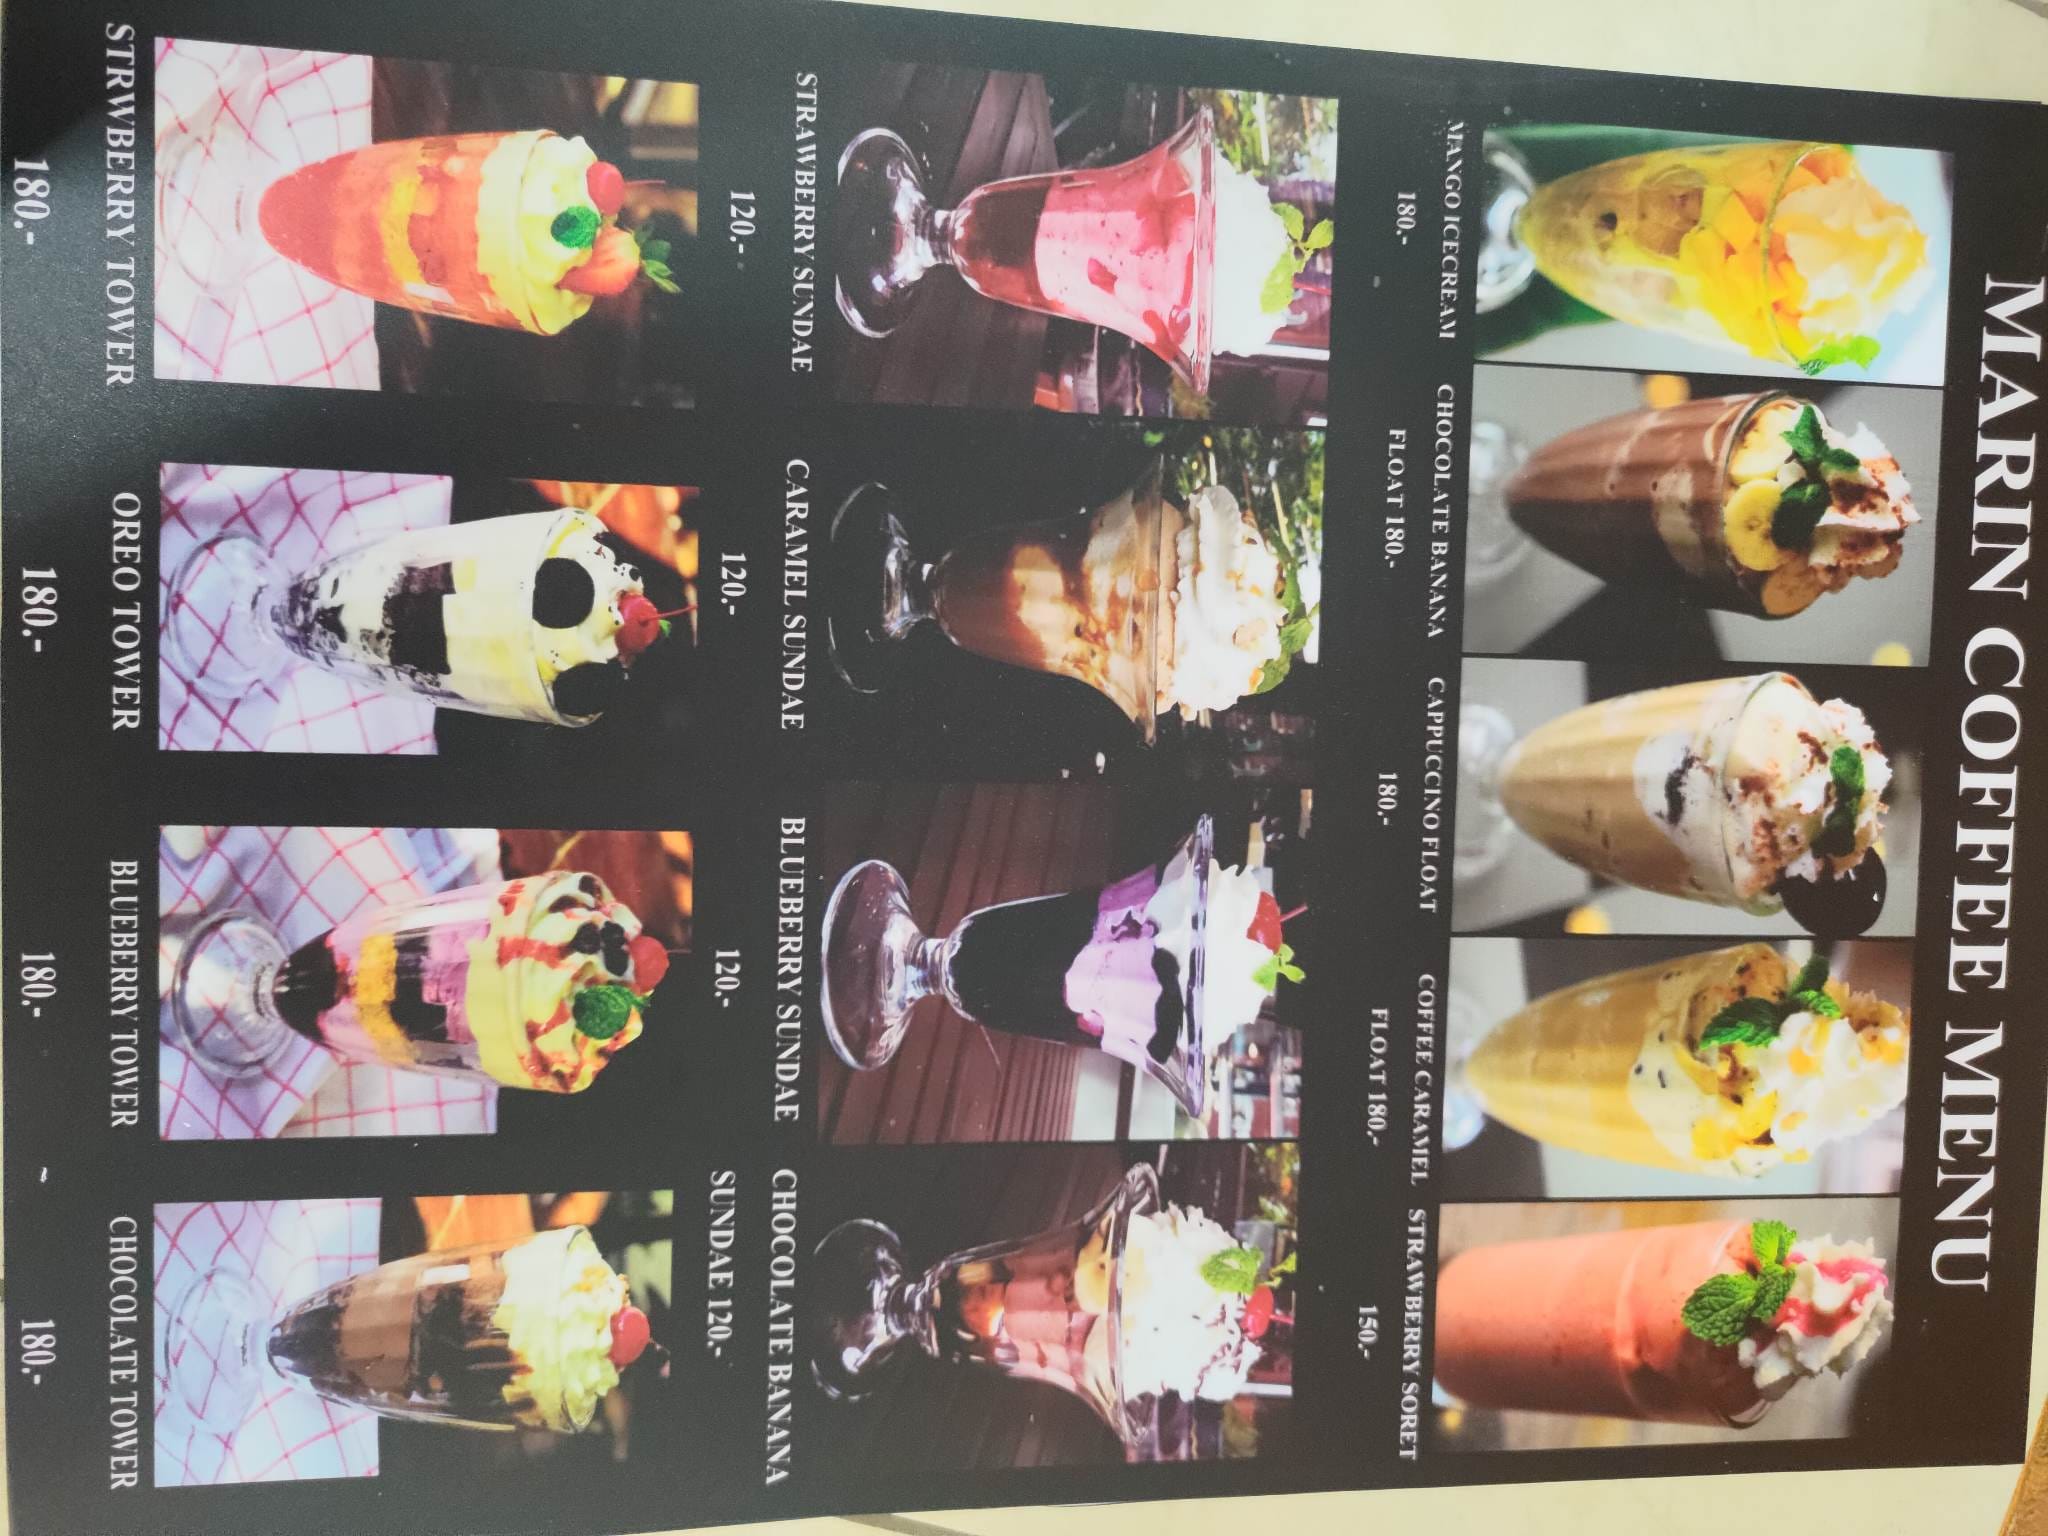 MARIN COFFEE MENU
MANGO ICECREAM
180.-
CHOCOLATE BANANA
FLOAT 180.-
CAPPUCCINO FLOAT
180.-
COFFEE CARAMEL
FLOAT 180.-
STRAWBERRY SORET
150.-
STRAWBERRY SUNDAE
120.-
CARAMEL SUNDAE
120.-
BLUEBERRY SUNDAE
120.-
CHOCOLATE BANANA
SUNDAE 120.-
STRWBERRY TOWER
180.-
OREO TOWER
180.-
BLUEBERRY TOWER
180.-
CHOCOLATE TOWER
180.-